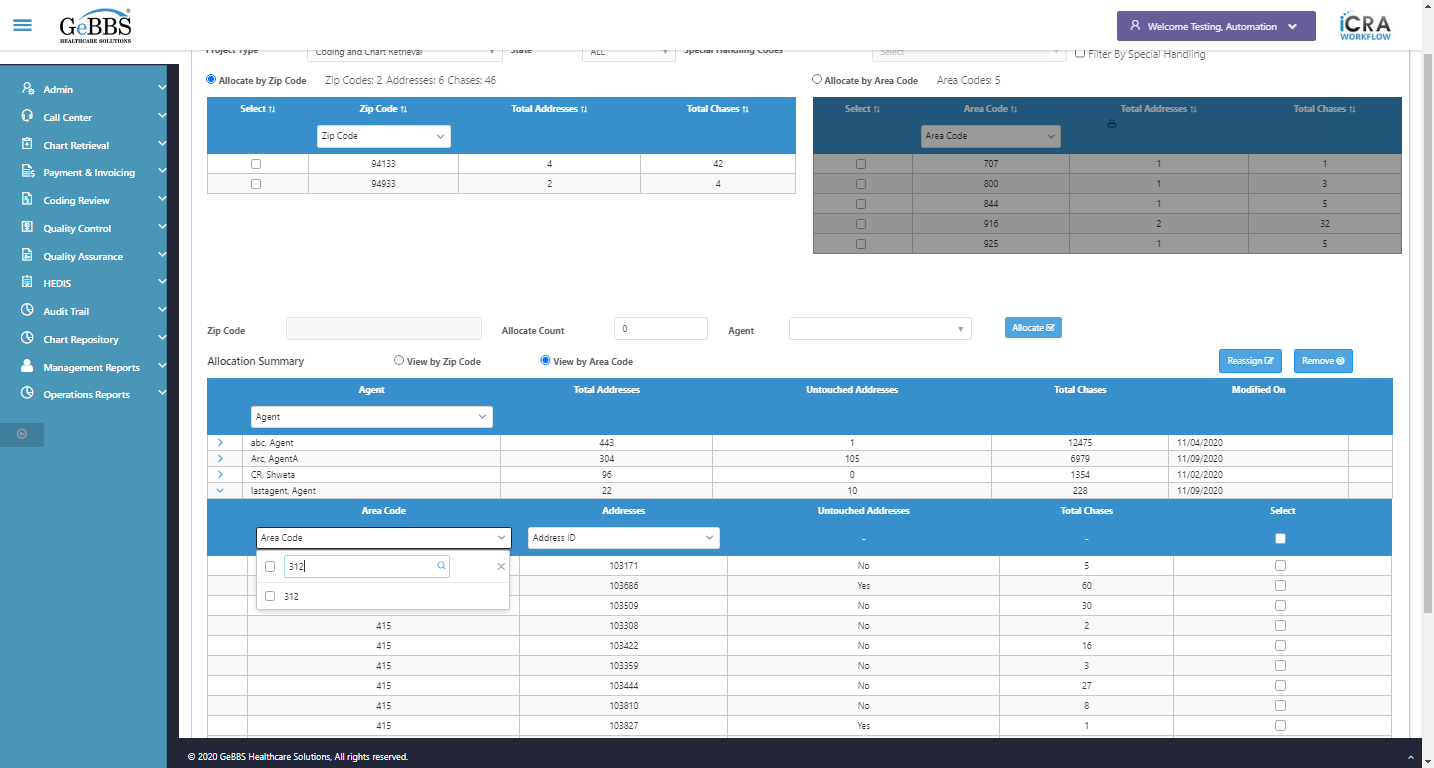 GeBBS
HEALTHCARE SOLUTIONS
Welcome Testing, Automation
iCRA
WORKFLOW
Project Type Coding and Chart Retrieval State ALL Special Handling Codes Select Filter By Special Handling
Admin
Call Center
Chart Retrieval
Payment & Invoicing
Coding Review
Quality Control
Quality Assurance
HEDIS
Audit Trail
Chart Repository
Management Reports
Operations Reports
Allocate by Zip Code Zip Codes: 2 Addresses: 6 Chases: 46
Select Zip Code Total Addresses Total Chases
Zip Code
94133 4 42
94933 2 4
Allocate by Area Code Area Codes: 5
Select Area Code Total Addresses Total Chases
Area Code
707 1 1
800 1 3
844 1 5
916 2 32
925 1 5
Zip Code Allocate Count 0 Agent Allocate
Allocation Summary View by Zip Code View by Area Code Reassign Remove
Agent Total Addresses Untouched Addresses Total Chases Modified On
Agent
abc, Agent 443 1 12475 11/04/2020
Arc, AgentA 304 105 6979 11/09/2020
CR, Shweta 96 0 1354 11/02/2020
lastagent, Agent 22 10 228 11/09/2020
Area Code Addresses Untouched Addresses Total Chases Select
Area Code Address ID - -
312
312
103171 No 5
103686 Yes 60
103509 No 30
415 103308 No 2
415 103422 No 16
415 103359 No 3
415 103444 No 27
415 103810 No 8
415 103827 Yes 1
© 2020 GeBBS Healthcare Solutions, All rights reserved.